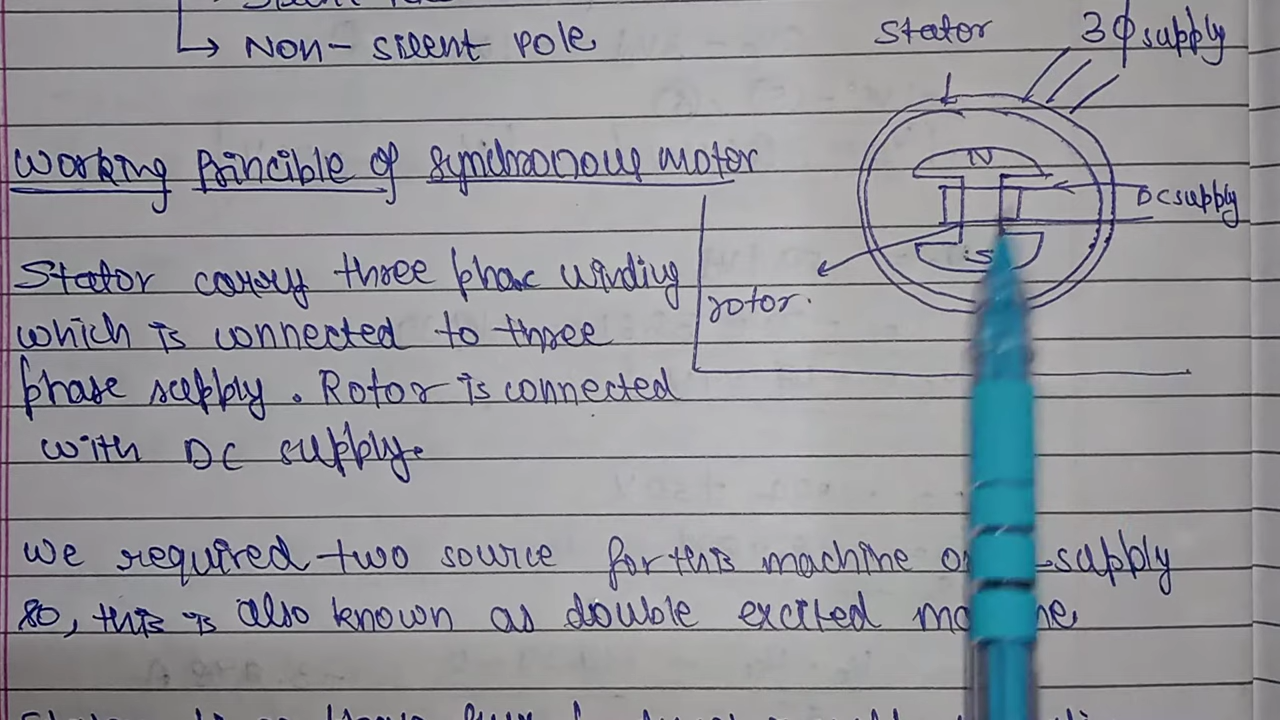 → Non-silent pole
Stator
3ϕ supply
Working Principle of Synchronous motor
N
DC supply
S
rotor.
Stator carry three phase winding
which is connected to three
phase supply. Rotor is connected
with DC supply.
We required two source for this machine supply
so, this is also known as double excited